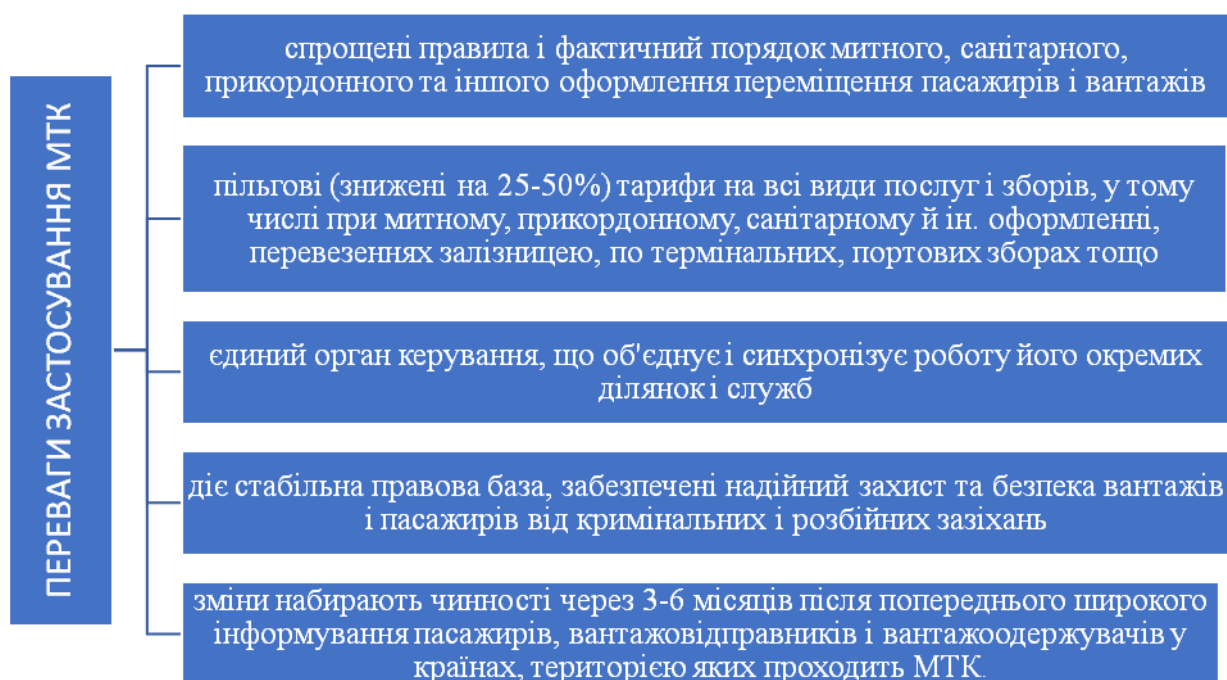 ПЕРЕВАГИ ЗАСТОСУВАННЯ МТК
спрощені правила і фактичний порядок митного, санітарного,
прикордонного та іншого оформлення переміщення пасажирів і вантажів
пільгові (знижені на 25-50%) тарифи на всі види послуг і зборів, у тому
числі при митному, прикордонному, санітарному й ін. оформленні,
перевезеннях залізницею, по термінальних, портових зборах тощо
єдиний орган керування, що об'єднує і синхронізує роботу його окремих
ділянок і служб
діє стабільна правова база, забезпечені надійний захист та безпека вантажів
і пасажирів від кримінальних і розбійних зазіхань
зміни набирають чинності через 3-6 місяців після попереднього широкого
інформування пасажирів, вантажовідправників і вантажоодержувачів у
країнах, територією яких проходить МТК.